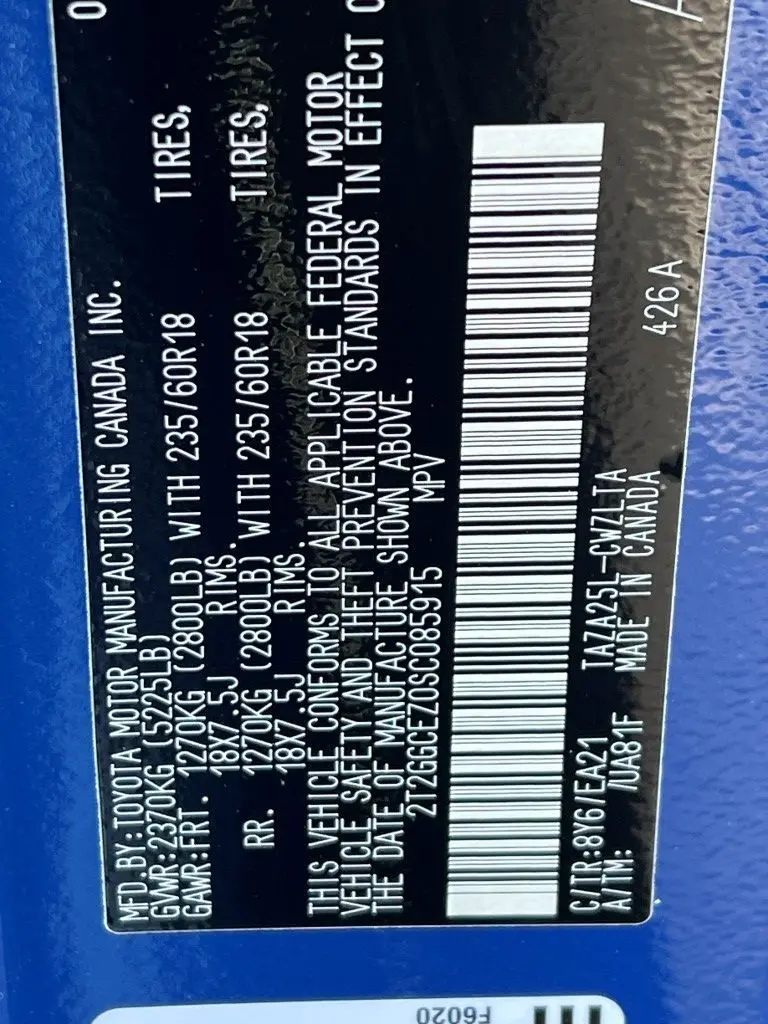 MFD.BY:TOYOTA MOTOR MANUFACTURING CANADA INC. 0
GVWR:2370KG (5225LB)
GAWR:FRT. 1270KG (2800LB) WITH 235/60R18 TIRES,
18X7.5J RIMS.
RR. 1270KG (2800LB) WITH 235/60R18 TIRES,
18X7.5J RIMS.
THIS VEHICLE CONFORMS TO ALL APPLICABLE FEDERAL MOTOR
VEHICLE SAFETY AND THEFT PREVENTION STANDARDS IN EFFECT O
THE DATE OF MANUFACTURE SHOWN ABOVE.
2T2GGCEZ0SC085915 MPV
C/TR:8Y6/EA21 TAZA25L-CWZLTA
A/TM: /UA81F MADE IN CANADA 426A
F6020